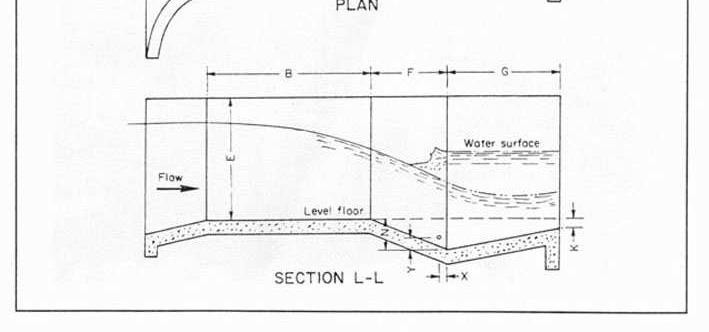 PLAN
B F G
Water surface
E
Flow
Level floor
N
K
Y
X
SECTION L-L